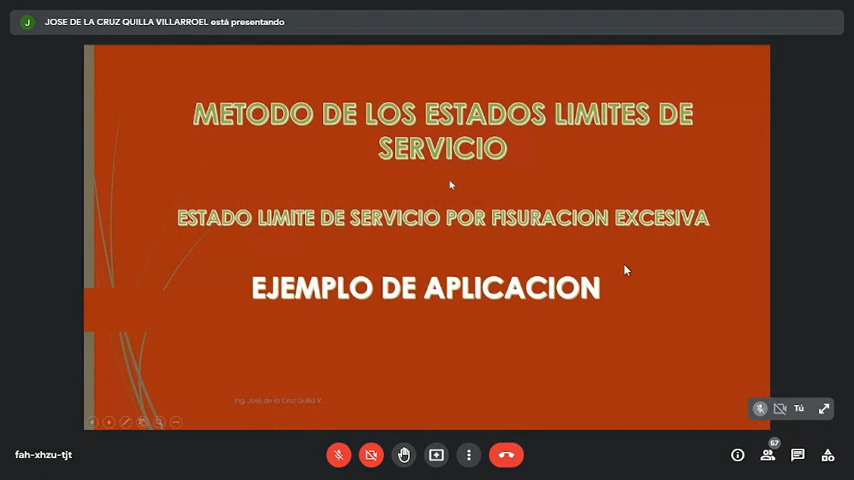 J JOSE DE LA CRUZ QUILLA VILLARROEL está presentando
METODO DE LOS ESTADOS LIMITES DE
SERVICIO
ESTADO LIMITE DE SERVICIO POR FISURACION EXCESIVA
EJEMPLO DE APLICACION
Ing. José de la Cruz Quilla V.
Tú
fah-xhzu-tjt
67